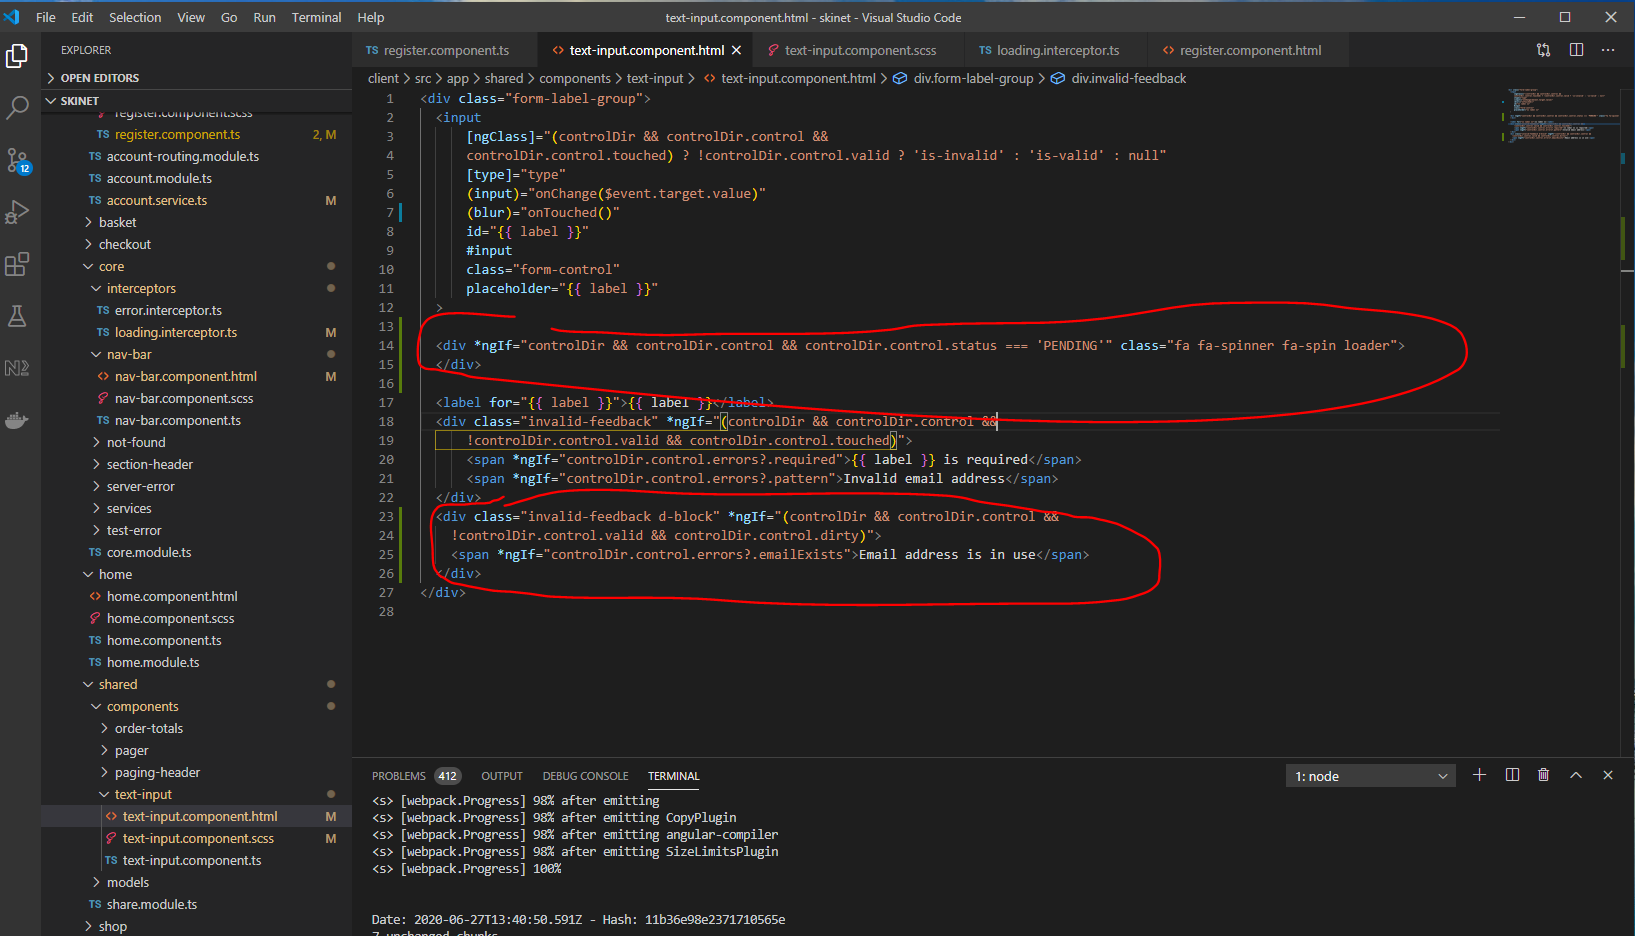 File Edit Selection View Go Run Terminal Help
text-input.component.html - skinet - Visual Studio Code
EXPLORER
OPEN EDITORS
SKINET
register.component.scss
TS register.component.ts 2, M
TS account-routing.module.ts
TS account.module.ts
TS account.service.ts M
basket
checkout
core
interceptors
TS error.interceptor.ts
TS loading.interceptor.ts M
nav-bar
<> nav-bar.component.html M
nav-bar.component.scss
TS nav-bar.component.ts
not-found
section-header
server-error
services
test-error
TS core.module.ts
home
<> home.component.html
home.component.scss
TS home.component.ts
TS home.module.ts
shared
components
order-totals
pager
paging-header
text-input
<> text-input.component.html M
text-input.component.scss M
TS text-input.component.ts
models
TS share.module.ts
shop
12
TS register.component.ts
<> text-input.component.html
text-input.component.scss
TS loading.interceptor.ts
<> register.component.html
client > src > app > shared > components > text-input > <> text-input.component.html > div.form-label-group > div.invalid-feedback
1 <div class="form-label-group">
2 <input
3 [ngClass]="(controlDir && controlDir.control &&
4 controlDir.control.touched) ? !controlDir.control.valid ? 'is-invalid' : 'is-valid' : null"
5 [type]="type"
6 (input)="onChange($event.target.value)"
7 (blur)="onTouched()"
8 id="{{ label }}"
9 #input
10 class="form-control"
11 placeholder="{{ label }}"
12 >
13
14 <div *ngIf="controlDir && controlDir.control && controlDir.control.status === 'PENDING'" class="fa fa-spinner fa-spin loader">
15 </div>
16
17 <label for="{{ label }}">{{ label }}</label>
18 <div class="invalid-feedback" *ngIf="(controlDir && controlDir.control &&
19 !controlDir.control.valid && controlDir.control.touched)">
20 <span *ngIf="controlDir.control.errors?.required">{{ label }} is required</span>
21 <span *ngIf="controlDir.control.errors?.pattern">Invalid email address</span>
22 </div>
23 <div class="invalid-feedback d-block" *ngIf="(controlDir && controlDir.control &&
24 !controlDir.control.valid && controlDir.control.dirty)">
25 <span *ngIf="controlDir.control.errors?.emailExists">Email address is in use</span>
26 </div>
27 </div>
28
PROBLEMS 412 OUTPUT DEBUG CONSOLE TERMINAL
1: node
<s> [webpack.Progress] 98% after emitting
<s> [webpack.Progress] 98% after emitting CopyPlugin
<s> [webpack.Progress] 98% after emitting angular-compiler
<s> [webpack.Progress] 98% after emitting SizeLimitsPlugin
<s> [webpack.Progress] 100%
Date: 2020-06-27T13:40:50.591Z - Hash: 11b36e98e2371710565e
7 unchanged chunks